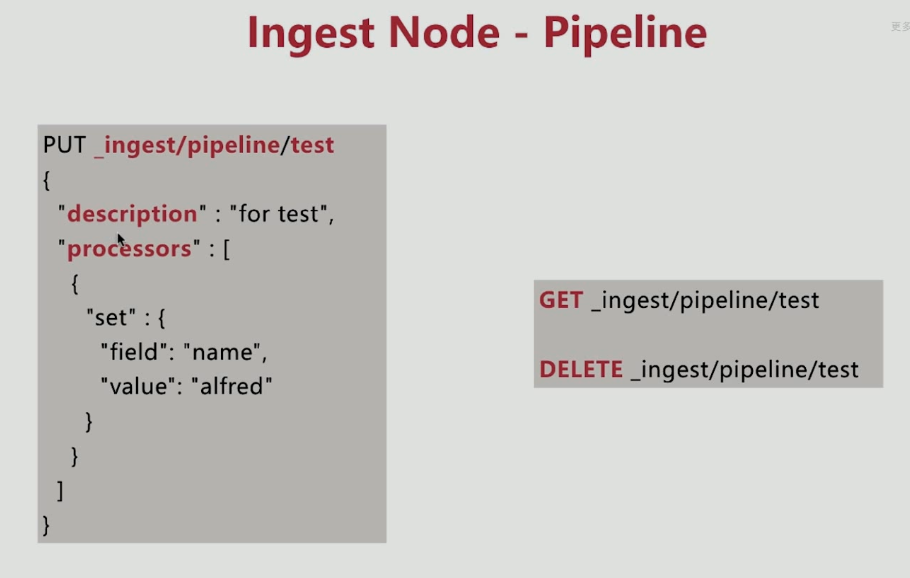 Ingest Node - Pipeline
更多
PUT _ingest/pipeline/test
{
"description" : "for test",
"processors" : [
{
"set" : {
"field": "name",
"value": "alfred"
}
}
]
}
GET _ingest/pipeline/test
DELETE _ingest/pipeline/test